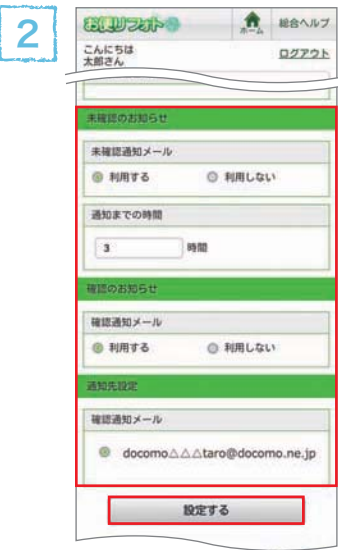 2
お便りフォト
ホーム
総合ヘルプ
こんにちは
太郎さん
ログアウト
未確認のお知らせ
未確認通知メール
利用する 利用しない
通知までの時間
3 時間
確認のお知らせ
確認通知メール
利用する 利用しない
通知先設定
確認通知メール
docomo△△△taro@docomo.ne.jp
設定する